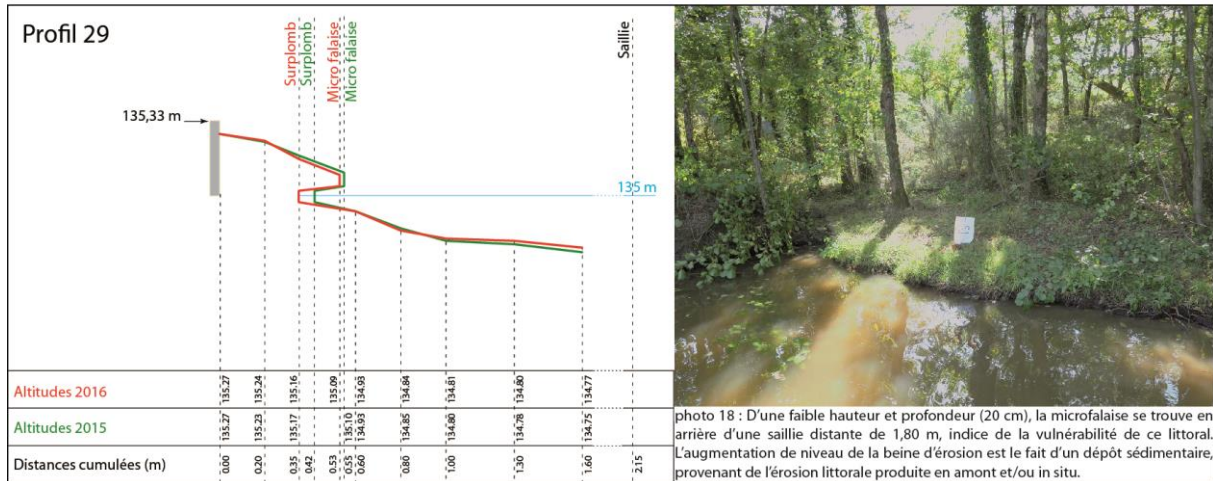 Profil 29
Surplomb
Surplomb
Micro falaise
Micro falaise
Saillie
135,33 m
135 m
Altitudes 2016
135.27 135.24 135.16 135.09 134.93 134.84 134.81 134.80 134.77
Altitudes 2015
135.27 135.23 135.17 135.10 134.93 134.85 134.80 134.78 134.75
Distances cumulées (m)
0.00 0.20 0.35 0.42 0.53 0.55 0.60 0.80 1.00 1.30 1.60 2.15
photo 18 : D'une faible hauteur et profondeur (20 cm), la microfalaise se trouve en
arrière d'une saillie distante de 1,80 m, indice de la vulnérabilité de ce littoral.
L'augmentation de niveau de la beine d'érosion est le fait d'un dépôt sédimentaire,
provenant de l'érosion littorale produite en amont et/ou in situ.